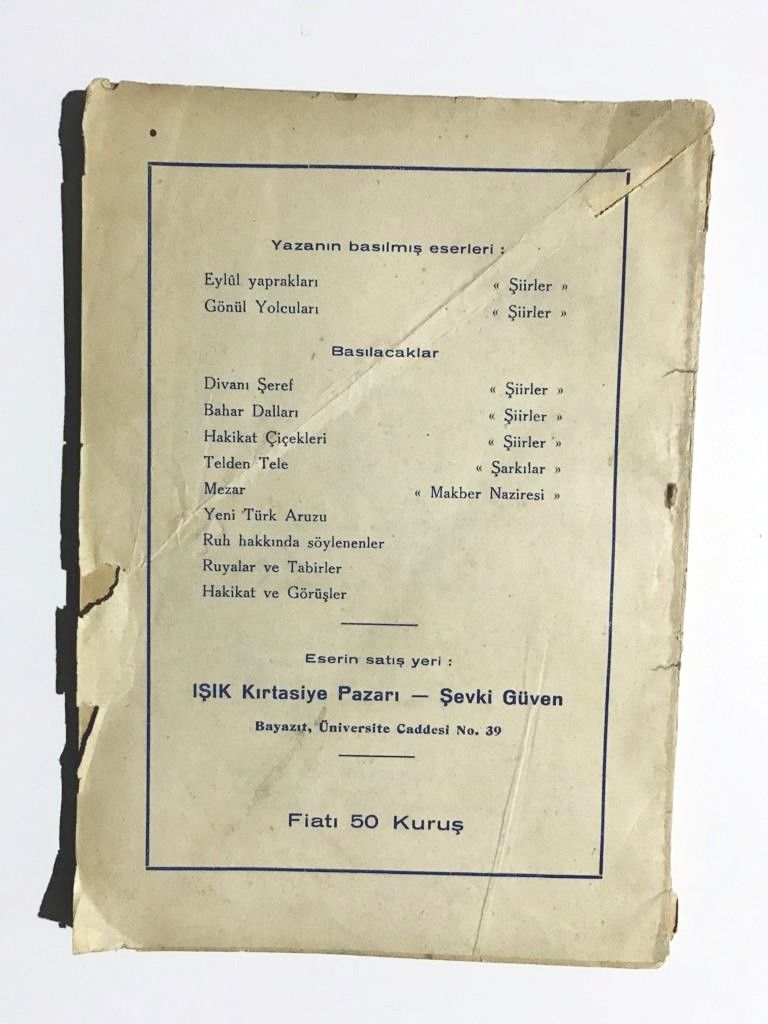 Yazanın basılmış eserleri :
Eylûl yaprakları « Şiirler »
Gönül Yolcuları « Şiirler »
Basılacaklar
Divanı Şeref « Şiirler »
Bahar Dalları « Şiirler »
Hakikat Çiçekleri « Şiirler »
Telden Tele « Şarkılar »
Mezar « Makber Naziresi »
Yeni Türk Aruzu
Ruh hakkında söylenenler
Ruyalar ve Tabirler
Hakikat ve Görüşler
Eserin satış yeri :
IŞIK Kırtasiye Pazarı — Şevki Güven
Bayazıt, Üniversite Caddesi No. 39
Fiatı 50 Kuruş